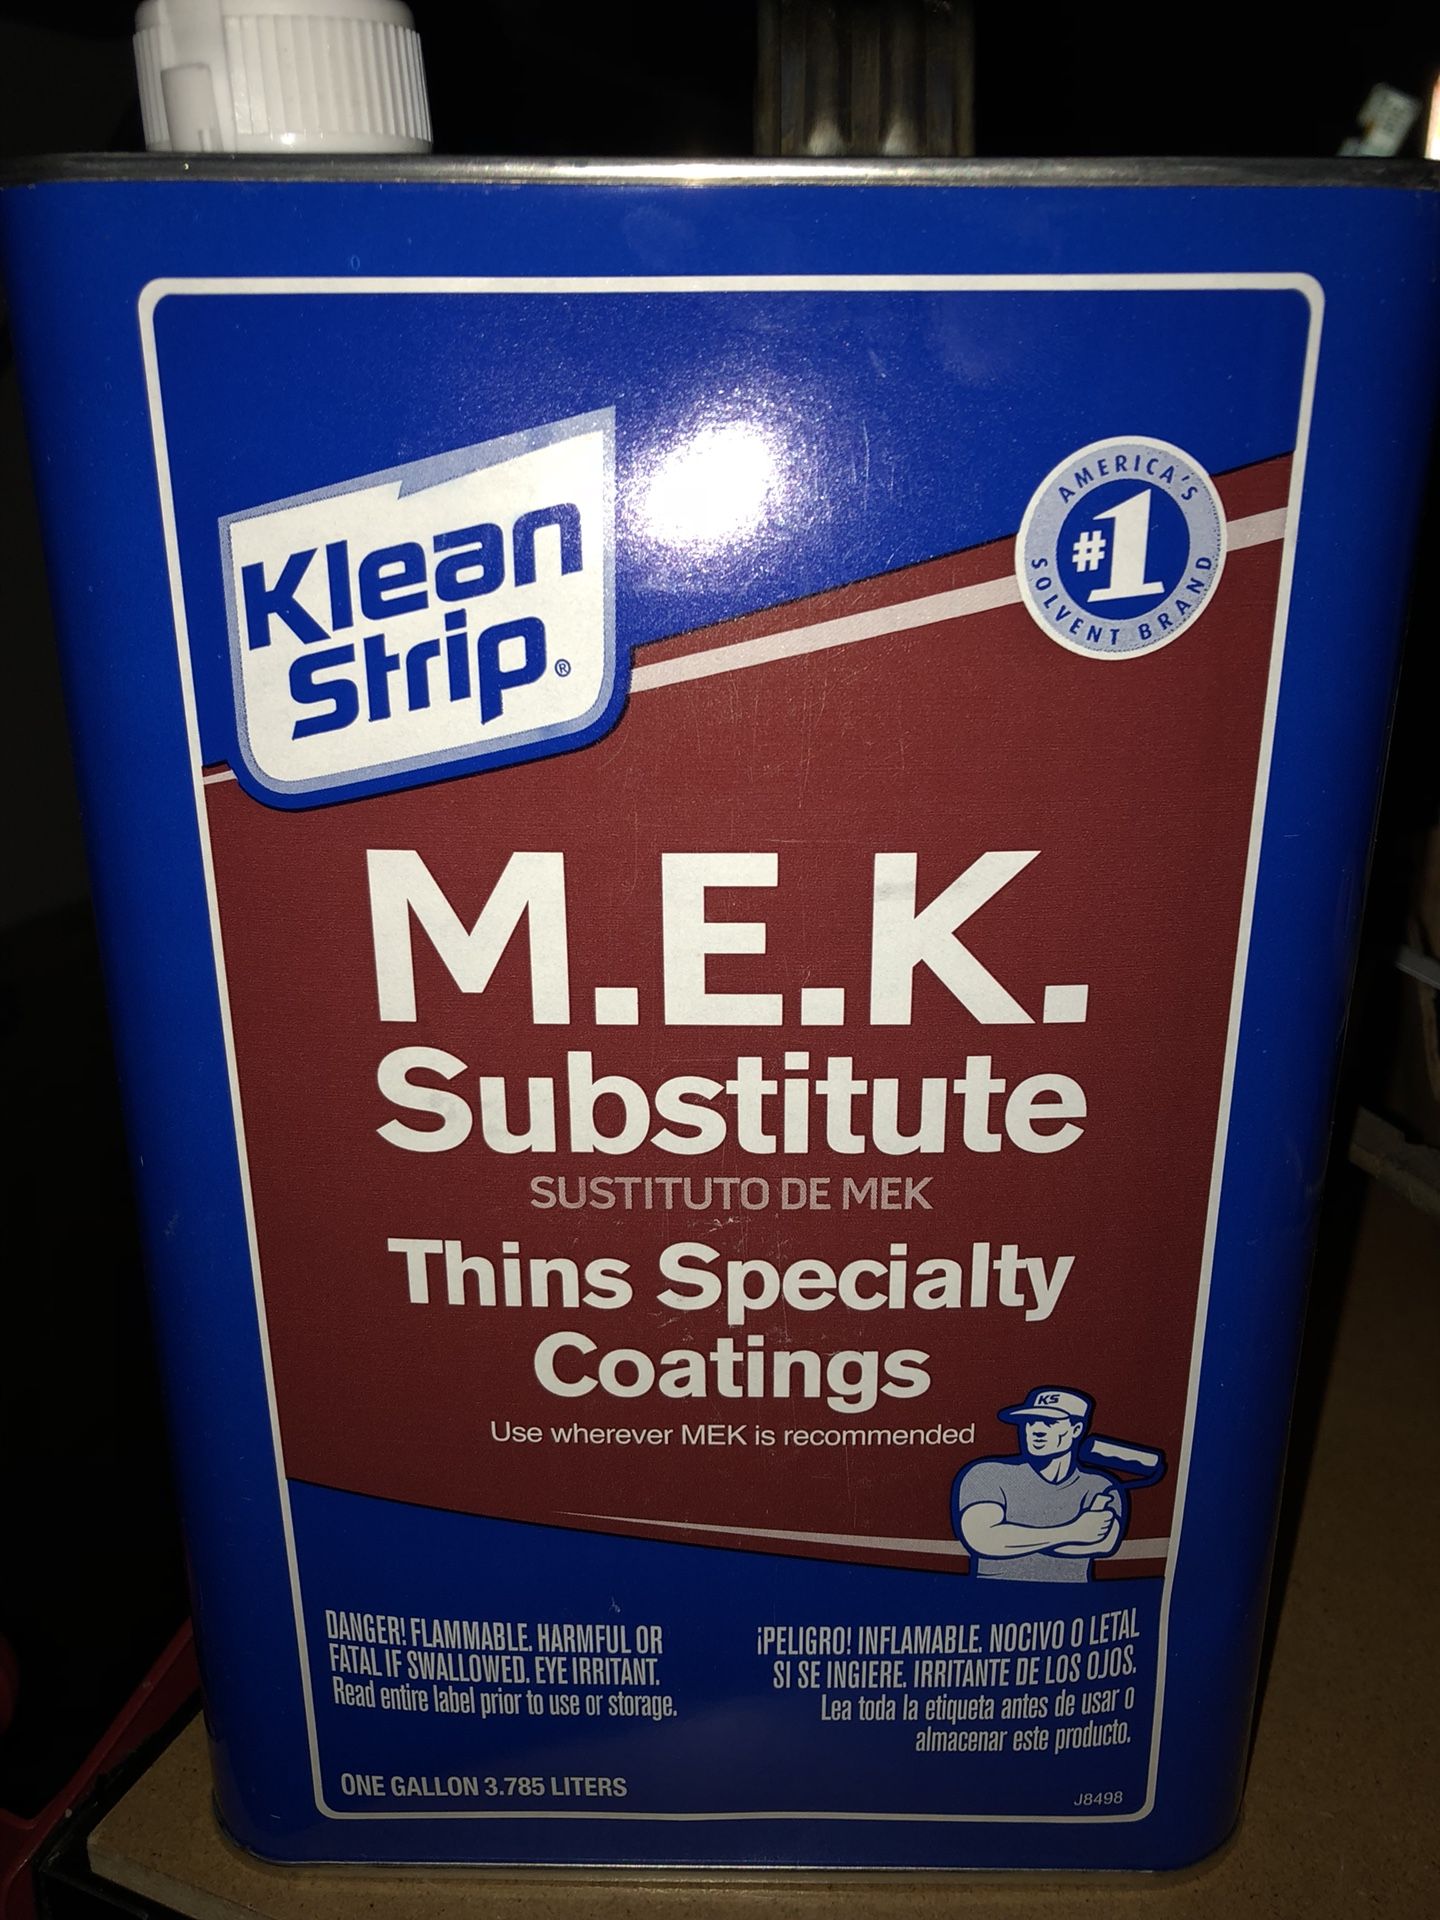 Klean
Strip®
AMERICA'S
#1
SOLVENT BRAND
M.E.K.
Substitute
SUSTITUTO DE MEK
Thins Specialty
Coatings
Use wherever MEK is recommended
KS
DANGER! FLAMMABLE. HARMFUL OR
FATAL IF SWALLOWED. EYE IRRITANT.
Read entire label prior to use or storage.
¡PELIGRO! INFLAMABLE. NOCIVO O LETAL
SI SE INGIERE. IRRITANTE DE LOS OJOS.
Lea toda la etiqueta antes de usar o
almacenar este producto.
ONE GALLON 3.785 LITERS
J8498